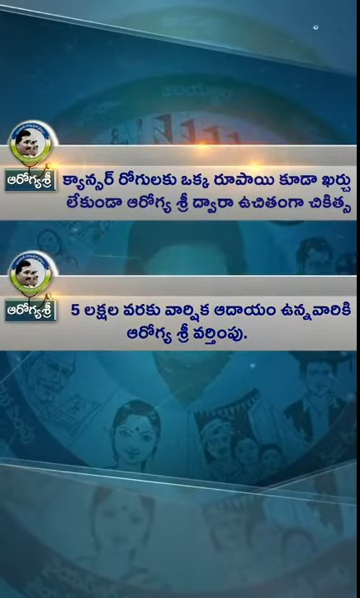 ఆరోగ్యశ్రీ
క్యాన్సర్ రోగులకు ఒక్క రూపాయి కూడా ఖర్చు
లేకుండా ఆరోగ్య శ్రీ ద్వారా ఉచితంగా చికిత్స
ఆరోగ్యశ్రీ
5 లక్షల వరకు వార్షిక ఆదాయం ఉన్నవారికి
ఆరోగ్య శ్రీ వర్తింపు.